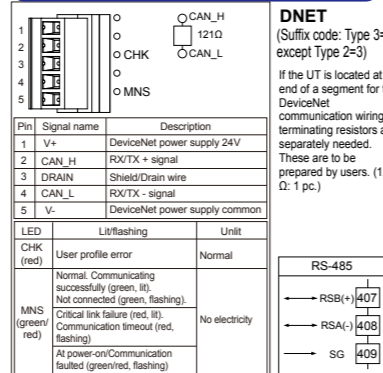 1
2
3
4
5
CHK
MNS
CAN_H
121Ω
CAN_L
DNET
(Suffix code: Type 3=
except Type 2=3)
If the UT is located at
end of a segment for
DeviceNet
communication wiring
terminating resistors
separately needed.
These are to be
prepared by users. (1
Ω: 1 pc.)
Pin Signal name Description
1 V+ DeviceNet power supply 24V
2 CAN_H RX/TX + signal
3 DRAIN Shield/Drain wire
4 CAN_L RX/TX - signal
5 V- DeviceNet power supply common
LED Lit/flashing Unlit
CHK
(red)
User profile error Normal
MNS
(green/
red)
Normal. Communicating
successfully (green, lit).
Not connected (green, flashing).
Critical link failure (red, lit).
Communication timeout (red,
flashing)
At power-on/Communication
faulted (green/red, flashing)
No electricity
RS-485
RSB(+) 407
RSA(-) 408
SG 409